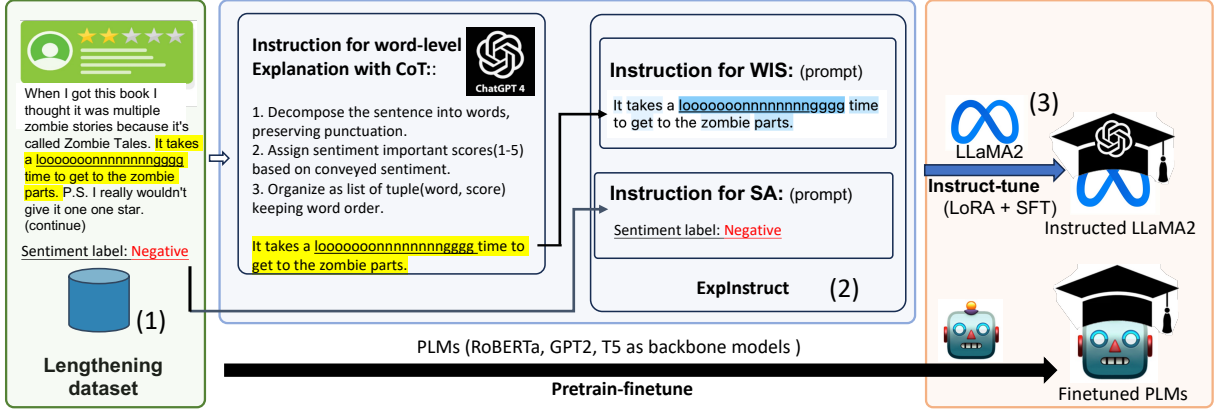 When I got this book I
thought it was multiple
zombie stories because it's
called Zombie Tales. It takes
a looooooonnnnnnnngggg
time to get to the zombie
parts. P.S. I really wouldn't
give it one one star.
(continue)
Sentiment label: Negative
(1)
Lengthening
dataset
Instruction for word-level
Explanation with CoT::
ChatGPT 4
1. Decompose the sentence into words,
preserving punctuation.
2. Assign sentiment important scores(1-5)
based on conveyed sentiment.
3. Organize as list of tuple(word, score)
keeping word order.
It takes a looooooonnnnnnnngggg time to
get to the zombie parts.
Instruction for WIS: (prompt)
It takes a looooooonnnnnnnngggg time
to get to the zombie parts.
Instruction for SA: (prompt)
Sentiment label: Negative
ExpInstruct
(2)
(3)
LLaMA2
Instruct-tune
(LoRA + SFT)
Instructed LLaMA2
PLMs (RoBERTa, GPT2, T5 as backbone models )
Pretrain-finetune
Finetuned PLMs